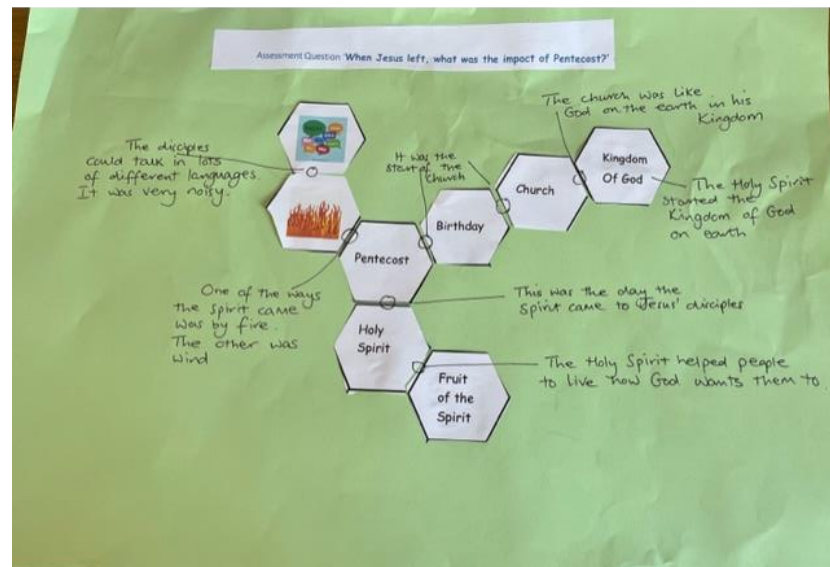 Assessment Question 'When Jesus left, what was the impact of Pentecost?'
The church was like
God on the earth in his
Kingdom
The disciples
could talk in lots
of different languages.
It was very noisy.
It was the
start of the
church
Kingdom
Of God
Church
The Holy Spirit
started the
Kingdom of God
on earth
Birthday
Pentecost
One of the ways
the spirit came
was by fire.
The other was
wind
This was the day the
Spirit came to Jesus' disciples
Holy
Spirit
The Holy Spirit helped people
to live how God wants them to
Fruit
of the
Spirit